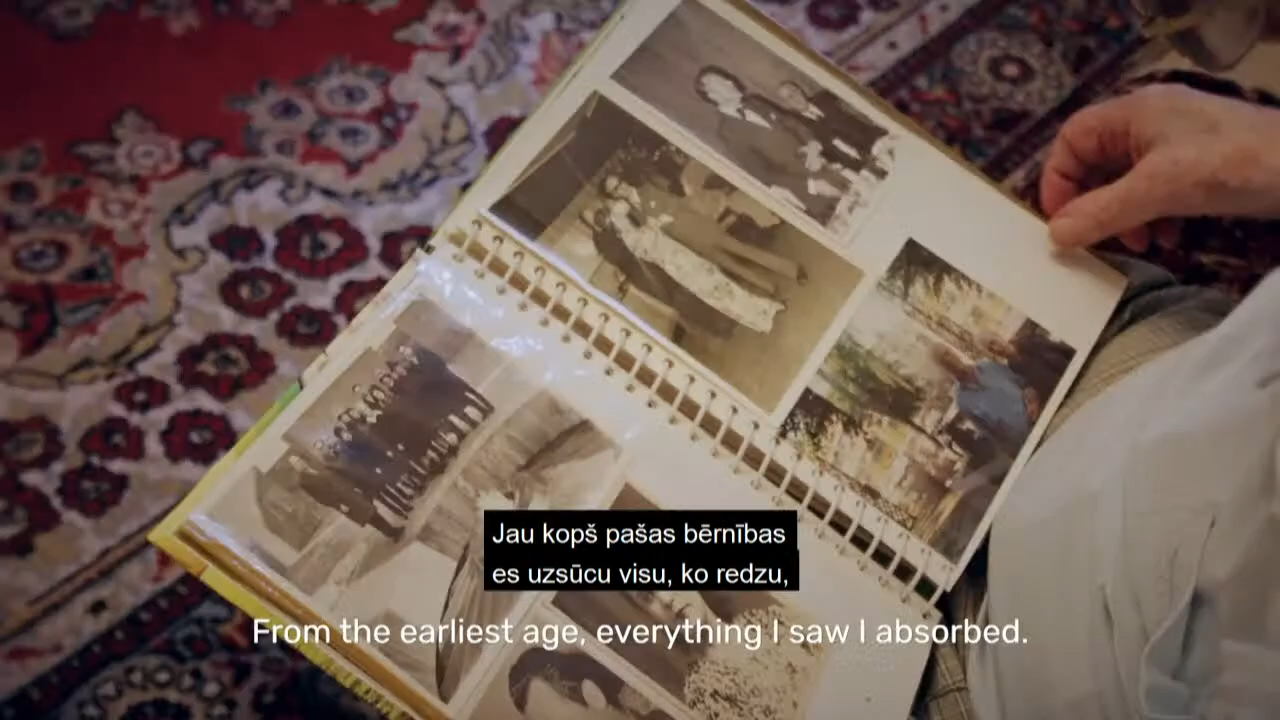 Jau kopš pašas bērnības
es uzsūcu visu, ko redzu,
From the earliest age, everything I saw I absorbed.